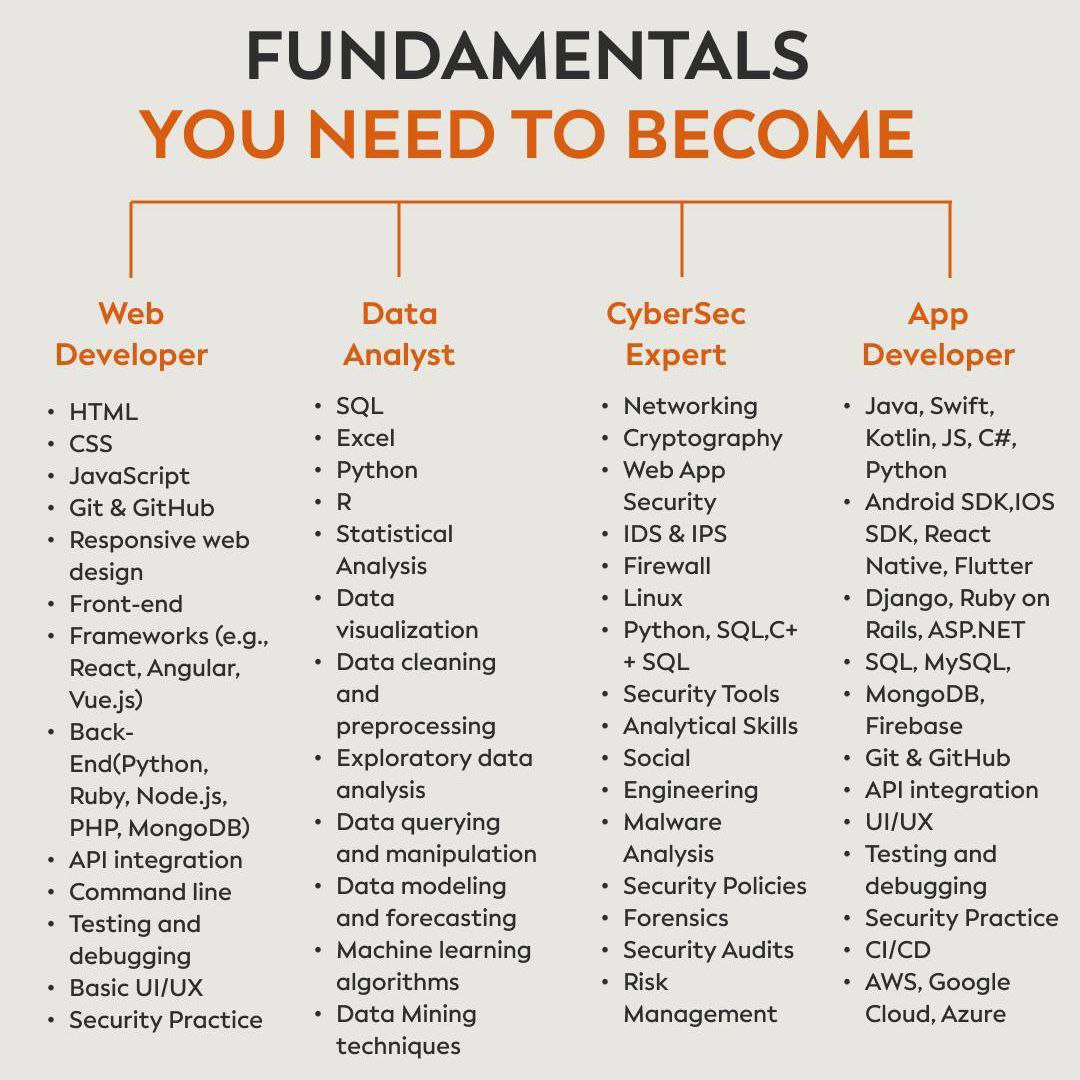 FUNDAMENTALS
YOU NEED TO BECOME
Web
Developer
• HTML
• CSS
• JavaScript
• Git & GitHub
• Responsive web
design
• Front-end
• Frameworks (e.g.,
React, Angular,
Vue.js)
• Back-
End(Python,
Ruby, Node.js,
PHP, MongoDB)
• API integration
• Command line
• Testing and
debugging
• Basic UI/UX
• Security Practice
Data
Analyst
• SQL
• Excel
• Python
• R
• Statistical
Analysis
• Data
visualization
• Data cleaning
and
preprocessing
• Exploratory data
analysis
• Data querying
and manipulation
• Data modeling
and forecasting
• Machine learning
algorithms
• Data Mining
techniques
CyberSec
Expert
• Networking
• Cryptography
• Web App
Security
• IDS & IPS
• Firewall
• Linux
• Python, SQL,C+
+ SQL
• Security Tools
• Analytical Skills
• Social
• Engineering
• Malware
Analysis
• Security Policies
• Forensics
• Security Audits
• Risk
Management
App
Developer
• Java, Swift,
Kotlin, JS, C#,
Python
• Android SDK,IOS
SDK, React
Native, Flutter
• Django, Ruby on
Rails, ASP.NET
• SQL, MySQL,
• MongoDB,
Firebase
• Git & GitHub
• API integration
• UI/UX
• Testing and
debugging
• Security Practice
• CI/CD
• AWS, Google
Cloud, Azure